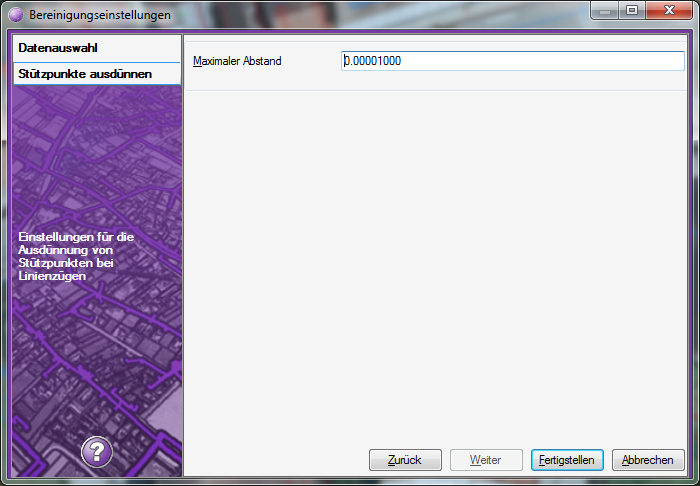 Bereinigungseinstellungen
Datenauswahl
Stützpunkte ausdünnen
Maximaler Abstand
0.00001000
Einstellungen für die
Ausdünnung von
Stützpunkten bei
Linienzügen
?
Zurück
Weiter
Fertigstellen
Abbrechen